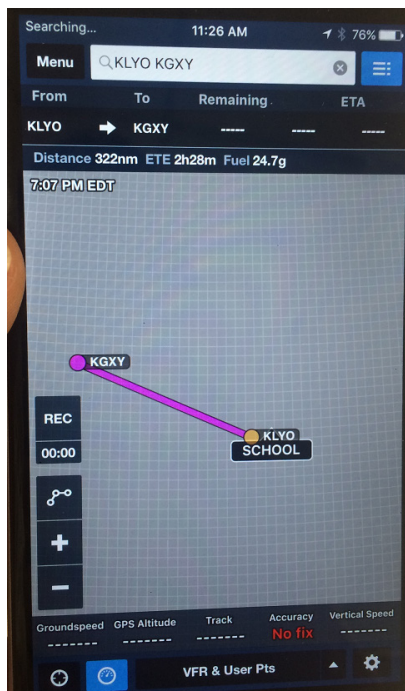 Searching... 11:26 AM 76%
Menu KLYO KGXY
From To Remaining ETA
KLYO KGXY ----- ----- -----
Distance 322nm ETE 2h28m Fuel 24.7g
7:07 PM EDT
KGXY
KLYO
SCHOOL
REC
00:00
Groundspeed GPS Altitude Track Accuracy Vertical Speed
------- ------- ------- No fix -------
VFR & User Pts